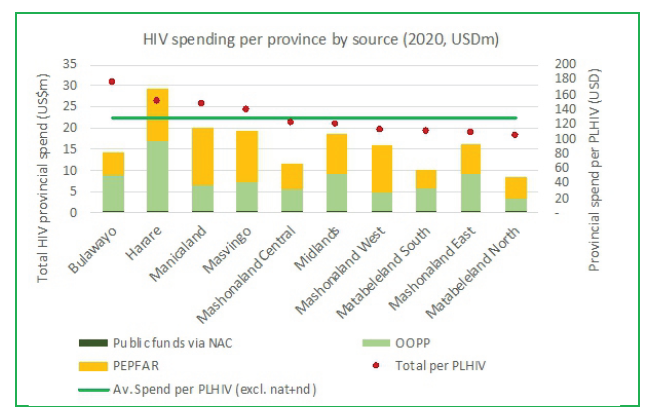 HIV spending per province by source (2020, USDm)
Total HIV provincial spend (US$m)
35
30
25
20
15
10
5
0
200
180
160
140
120
100
80
60
40
20
-
Provincial spend per PLHIV (USD)
Bulawayo
Harare
Manicaland
Masvingo
Mashonaland Central
Midlands
Mashonaland West
Matabeleland South
Mashonaland East
Matabeleland North
Public funds via NAC
OOPP
PEPFAR
Total per PLHIV
Av. Spend per PLHIV (excl. nat+nd)